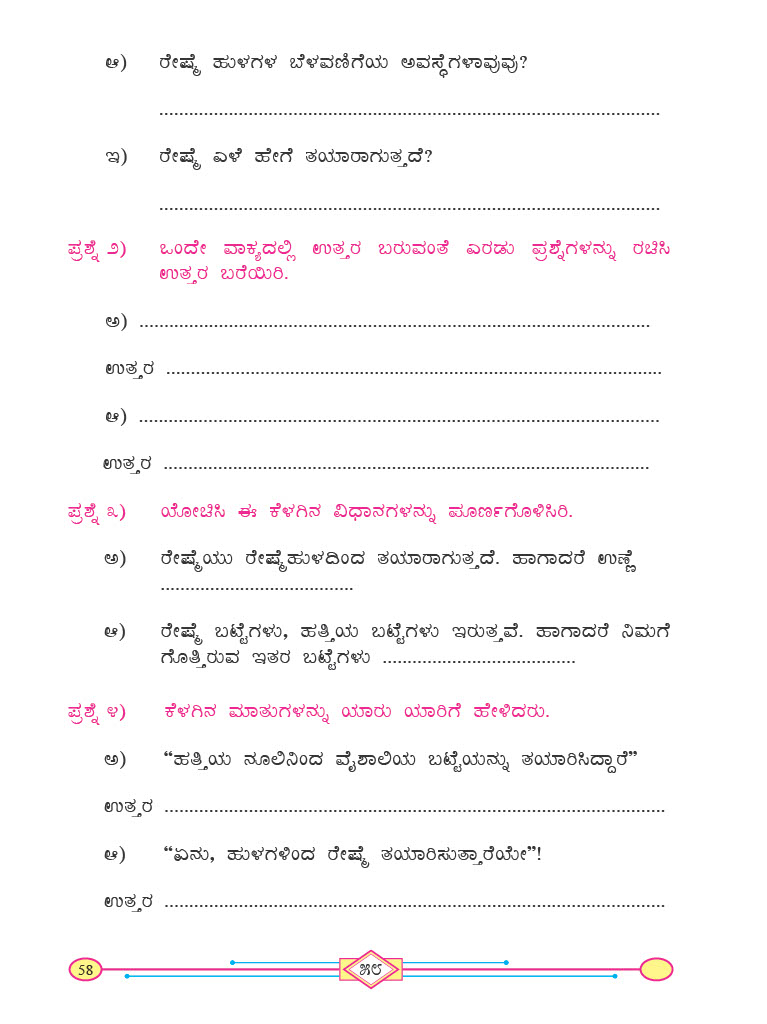 ಆ) ರೇಷ್ಮೆ ಹುಳಗಳ ಬೆಳವಣಿಗೆಯ ಅವಸ್ಥೆಗಳಾವುವು?
.....................................................................................................
ಇ) ರೇಷ್ಮೆ ಎಳೆ ಹೇಗೆ ತಯಾರಾಗುತ್ತದೆ?
.....................................................................................................
ಪ್ರಶ್ನೆ ೨) ಒಂದೇ ವಾಕ್ಯದಲ್ಲಿ ಉತ್ತರ ಬರುವಂತೆ ಎರಡು ಪ್ರಶ್ನೆಗಳನ್ನು ರಚಿಸಿ
ಉತ್ತರ ಬರೆಯಿರಿ.
ಅ) .......................................................................................................
ಉತ್ತರ ....................................................................................................
ಆ) .........................................................................................................
ಉತ್ತರ ..................................................................................................
ಪ್ರಶ್ನೆ ೩) ಯೋಚಿಸಿ ಈ ಕೆಳಗಿನ ವಿಧಾನಗಳನ್ನು ಪೂರ್ಣಗೊಳಿಸಿರಿ.
ಅ) ರೇಷ್ಮೆಯು ರೇಷ್ಮೆಹುಳದಿಂದ ತಯಾರಾಗುತ್ತದೆ. ಹಾಗಾದರೆ ಉಣ್ಣೆ
.......................................
ಆ) ರೇಷ್ಮೆ ಬಟ್ಟೆಗಳು, ಹತ್ತಿಯ ಬಟ್ಟೆಗಳು ಇರುತ್ತವೆ. ಹಾಗಾದರೆ ನಿಮಗೆ
ಗೊತ್ತಿರುವ ಇತರ ಬಟ್ಟೆಗಳು .......................................
ಪ್ರಶ್ನೆ ೪) ಕೆಳಗಿನ ಮಾತುಗಳನ್ನು ಯಾರು ಯಾರಿಗೆ ಹೇಳಿದರು.
ಅ) “ಹತ್ತಿಯ ನೂಲಿನಿಂದ ವೈಶಾಲಿಯ ಬಟ್ಟೆಯನ್ನು ತಯಾರಿಸಿದ್ದಾರೆ”
ಉತ್ತರ .....................................................................................................
ಆ) “ಏನು, ಹುಳಗಳಿಂದ ರೇಷ್ಮೆ ತಯಾರಿಸುತ್ತಾರೆಯೇ”!
ಉತ್ತರ .....................................................................................................
58 ೫೮